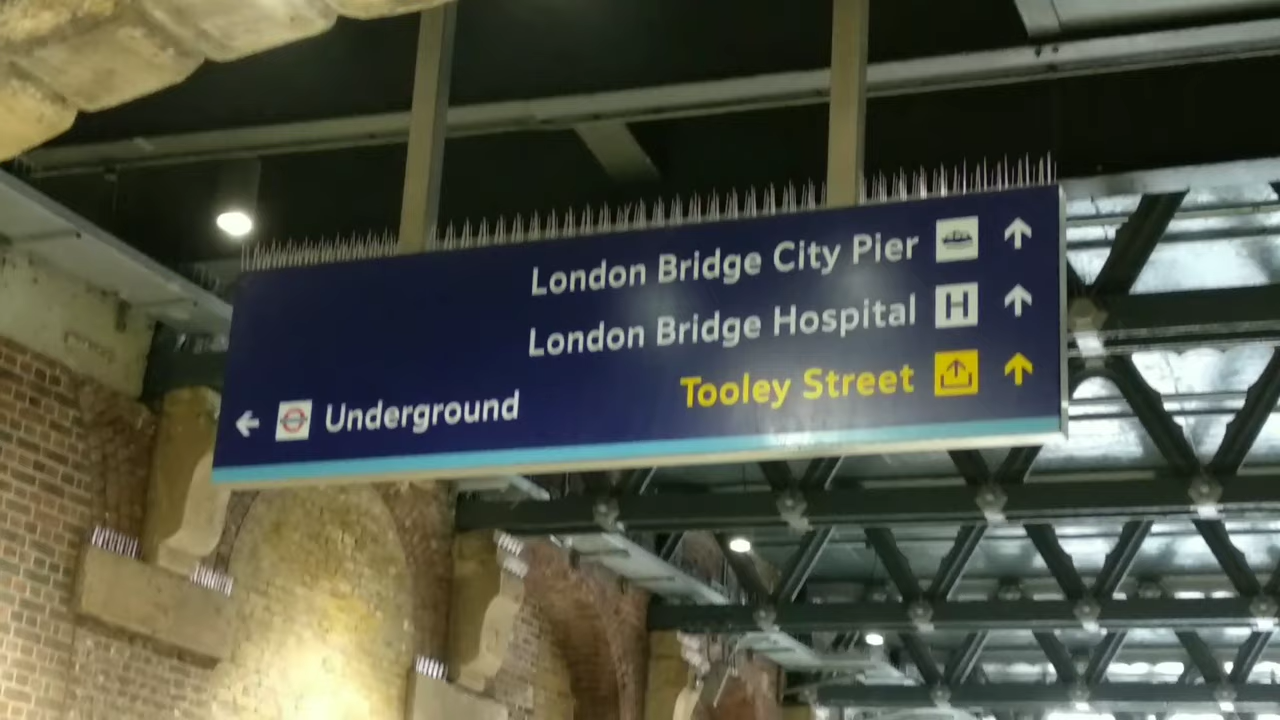 London Bridge City Pier
London Bridge Hospital
H
Tooley Street
Underground